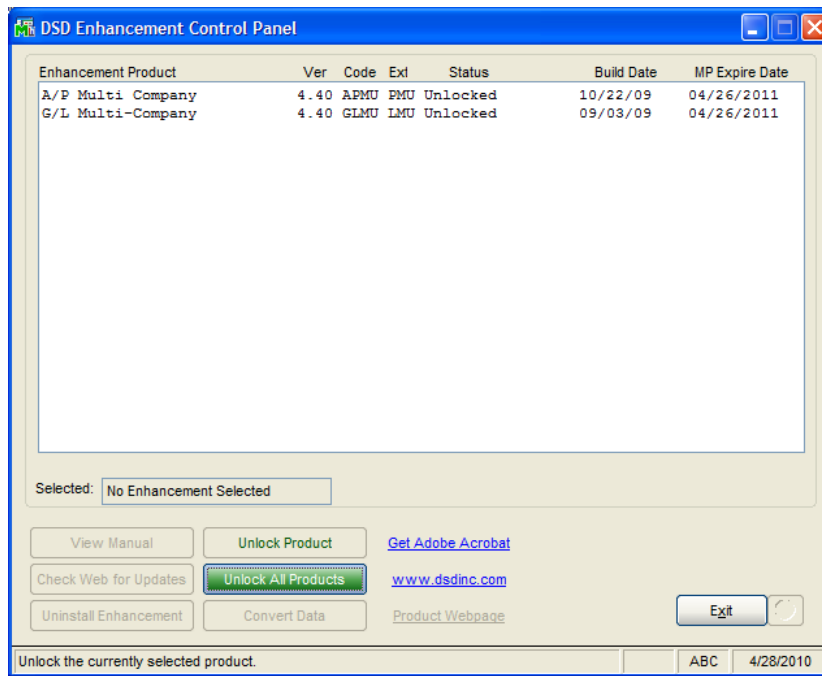 DSD Enhancement Control Panel
Enhancement Product Ver Code Ext Status Build Date MP Expire Date
A/P Multi Company 4.40 APMU PMU Unlocked 10/22/09 04/26/2011
G/L Multi-Company 4.40 GLMU LMU Unlocked 09/03/09 04/26/2011
Selected: No Enhancement Selected
View Manual Unlock Product Get Adobe Acrobat
Check Web for Updates Unlock All Products www.dsdinc.com
Uninstall Enhancement Convert Data Product Webpage Exit
Unlock the currently selected product. ABC 4/28/2010